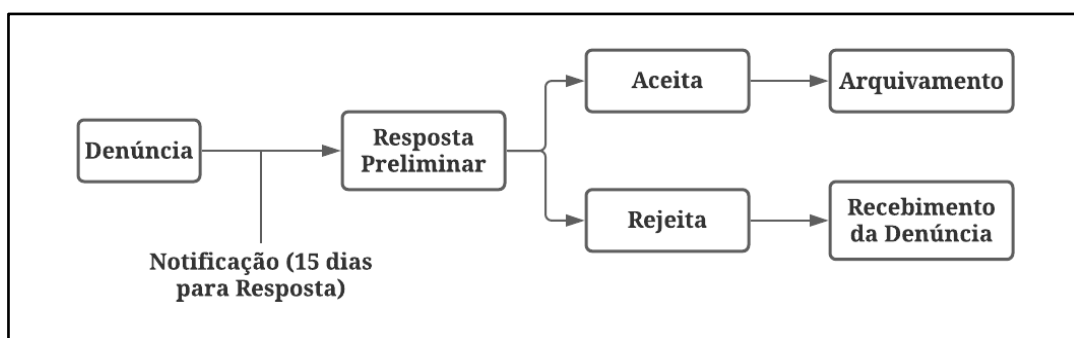 Denúncia
Notificação (15 dias
para Resposta)
Resposta
Preliminar
Aceita
Arquivamento
Rejeita
Recebimento
da Denúncia